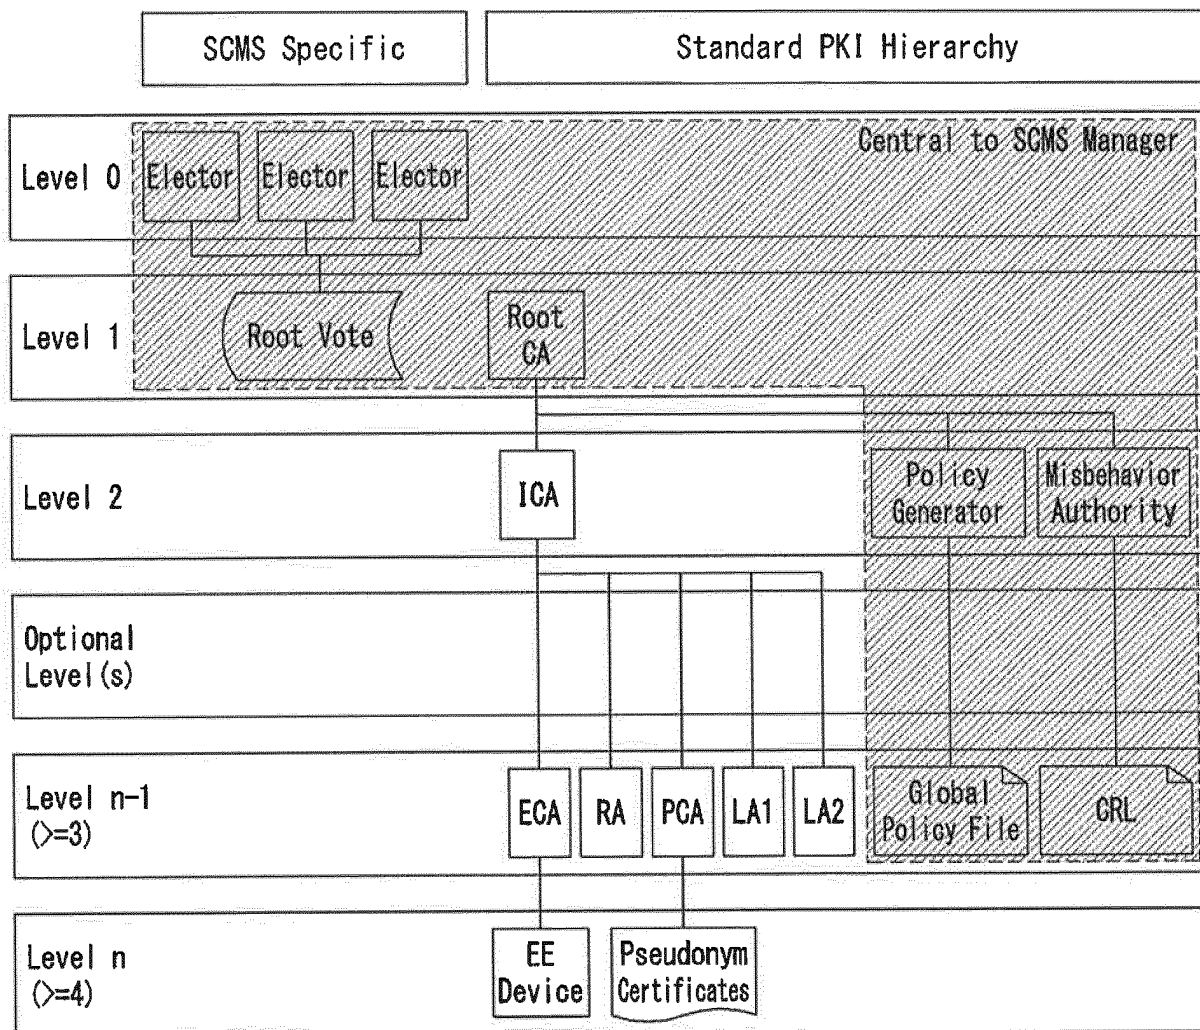 SCMS Specific
Standard PKI Hierarchy
Central to SCMS Manager
Level 0
Elector
Elector
Elector
Level 1
Root Vote
Root
CA
Level 2
ICA
Policy
Generator
Misbehavior
Authority
Optional
Level(s)
Level n-1
(>=3)
ECA
RA
PCA
LA1
LA2
Global
Policy File
CRL
Level n
(>=4)
EE
Device
Pseudonym
Certificates